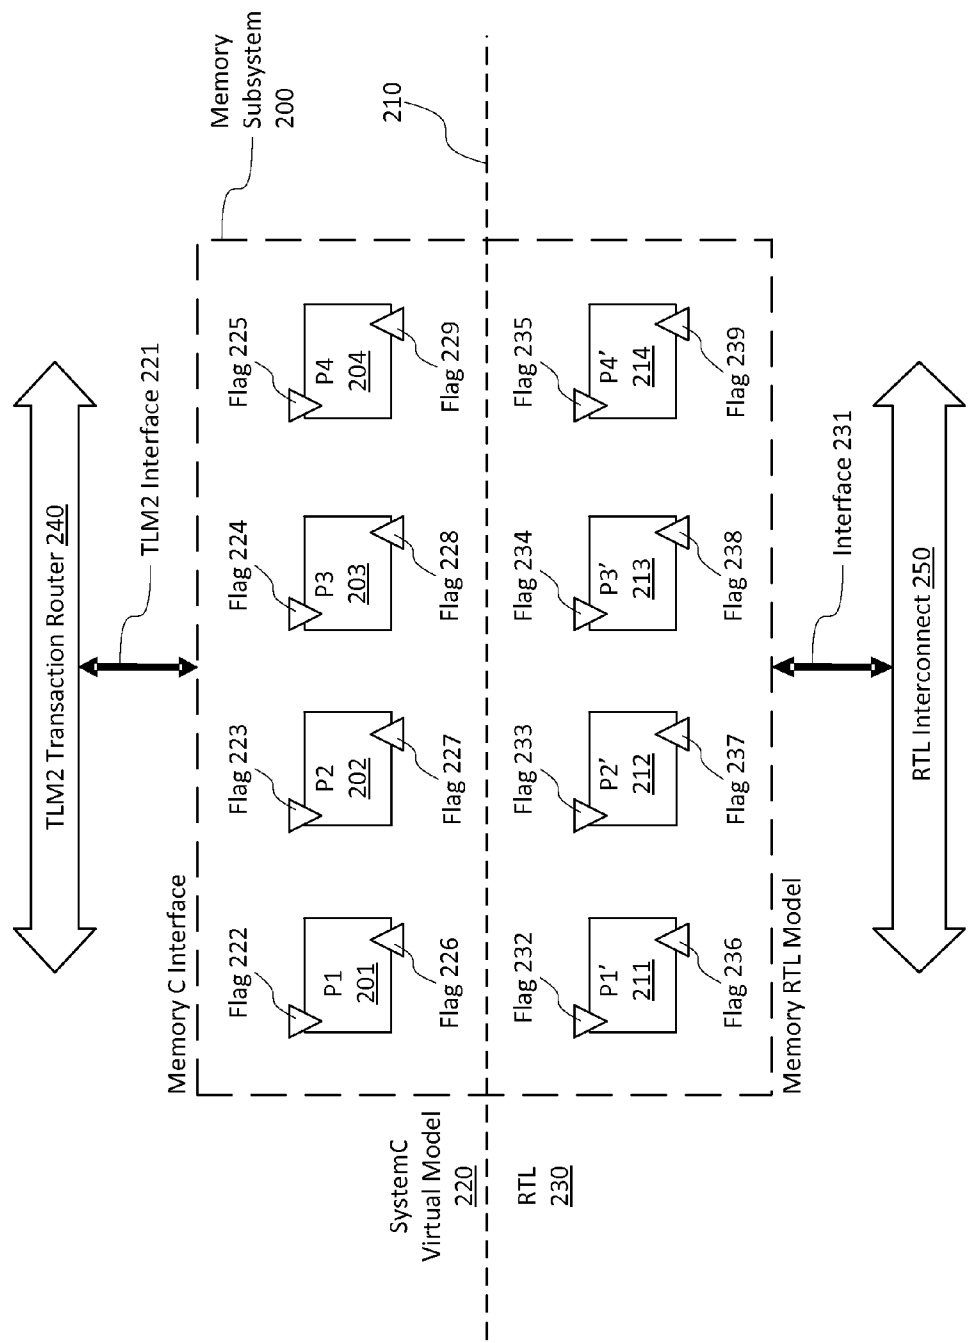 TLM2 Transaction Router 240
TLM2 Interface 221
Memory
Subsystem
200
Memory C Interface
Flag 222
Flag 223
Flag 224
Flag 225
P1
201
P2
202
P3
203
P4
204
Flag 226
Flag 227
Flag 228
Flag 229
SystemC
Virtual Model
220
210
RTL
230
Flag 232
Flag 233
Flag 234
Flag 235
P1′
211
P2′
212
P3′
213
P4′
214
Flag 236
Flag 237
Flag 238
Flag 239
Memory RTL Model
Interface 231
RTL Interconnect 250